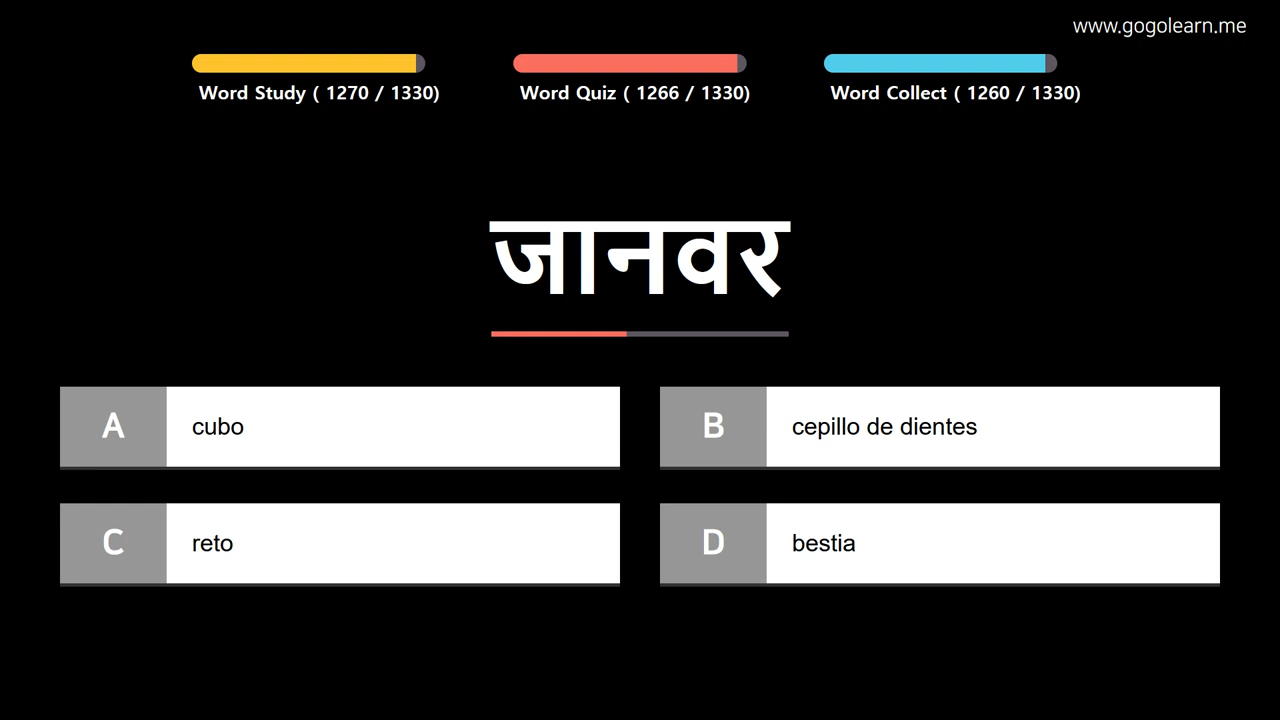 www.gogolearn.me
Word Study ( 1270 / 1330)
Word Quiz ( 1266 / 1330)
Word Collect ( 1260 / 1330)
जानवर
A cubo
B cepillo de dientes
C reto
D bestia